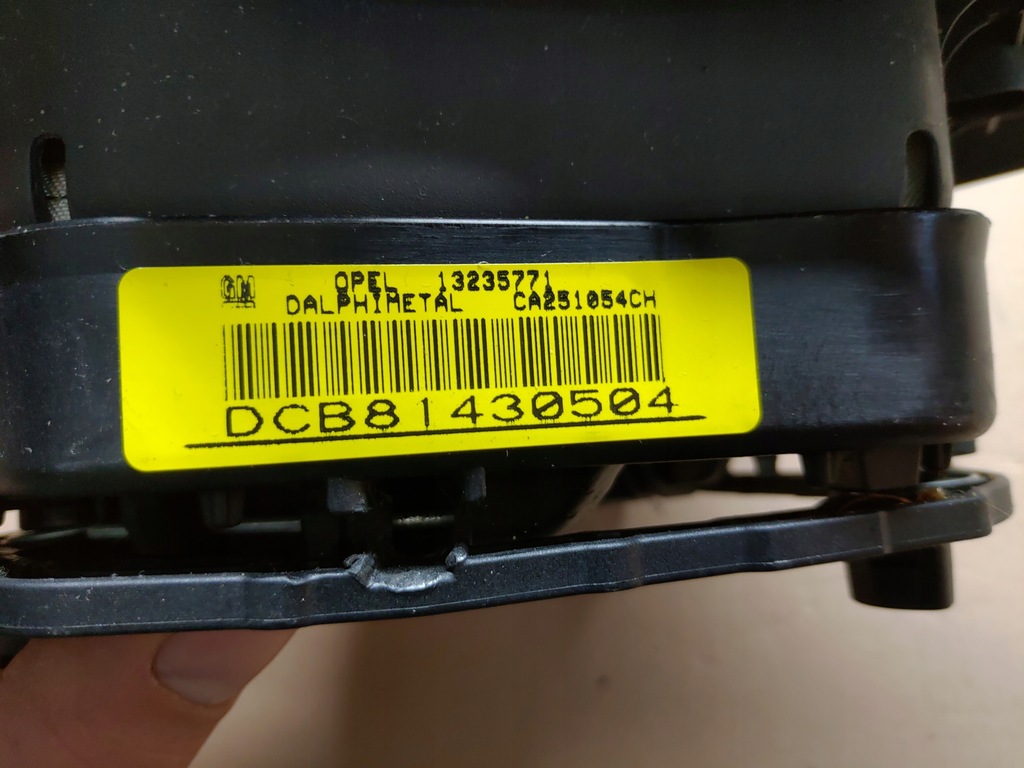 GM OPEL 13235771
DALPHIMETAL CA251054CH
DCB81430504